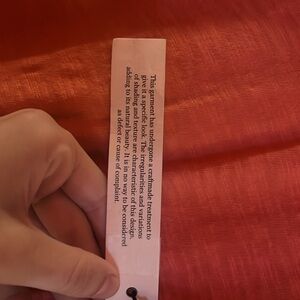 This garment has undergone a craftmade treatment to
give it a specific look. The irregularities and variations
of shading and texture are characteristic of this design,
adding to its natural beauty. It is in no way to be considered
as defect or cause of complaint.